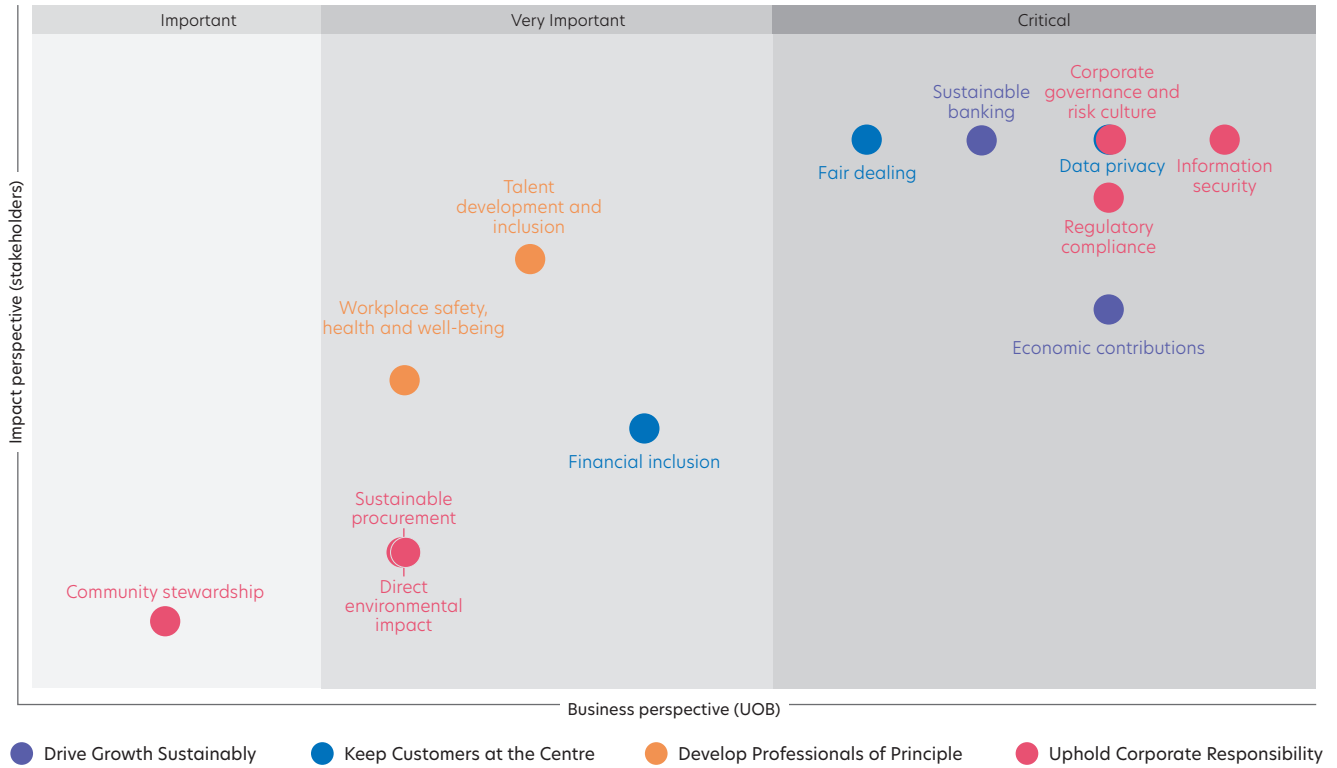 Important
Very Important
Critical
Impact perspective (stakeholders)
Corporate
governance and
risk culture
Sustainable
banking
Fair dealing
Data privacy
Information
security
Regulatory
compliance
Talent
development and
inclusion
Workplace safety,
health and well-being
Economic contributions
Financial inclusion
Sustainable
procurement
Direct
environmental
impact
Community stewardship
Business perspective (UOB)
Drive Growth Sustainably
Keep Customers at the Centre
Develop Professionals of Principle
Uphold Corporate Responsibility